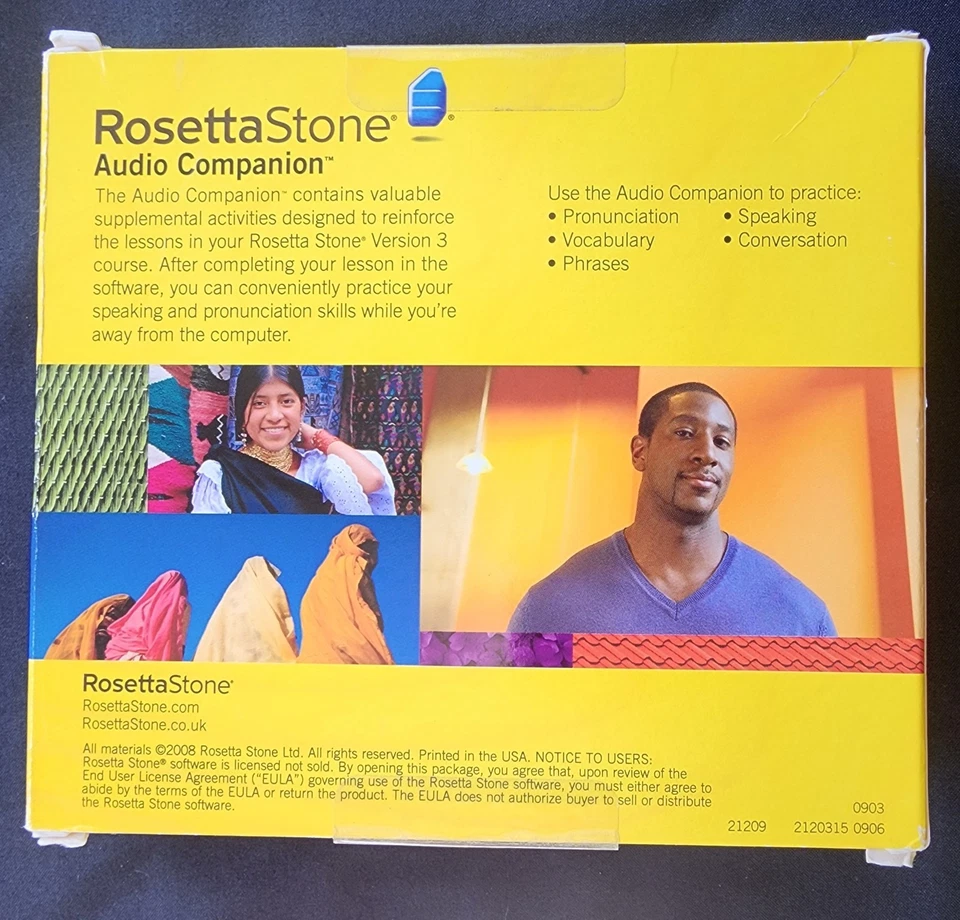 RosettaStone® ®
Audio Companion™
The Audio Companion™ contains valuable
supplemental activities designed to reinforce
the lessons in your Rosetta Stone® Version 3
course. After completing your lesson in the
software, you can conveniently practice your
speaking and pronunciation skills while you're
away from the computer.
Use the Audio Companion to practice:
• Pronunciation • Speaking
• Vocabulary • Conversation
• Phrases
RosettaStone®
RosettaStone.com
RosettaStone.co.uk
All materials ©2008 Rosetta Stone Ltd. All rights reserved. Printed in the USA. NOTICE TO USERS:
Rosetta Stone® software is licensed not sold. By opening this package, you agree that, upon review of the
End User License Agreement ("EULA") governing use of the Rosetta Stone software, you must either agree to
abide by the terms of the EULA or return the product. The EULA does not authorize buyer to sell or distribute
the Rosetta Stone software.
0903
21209 2120315 0906